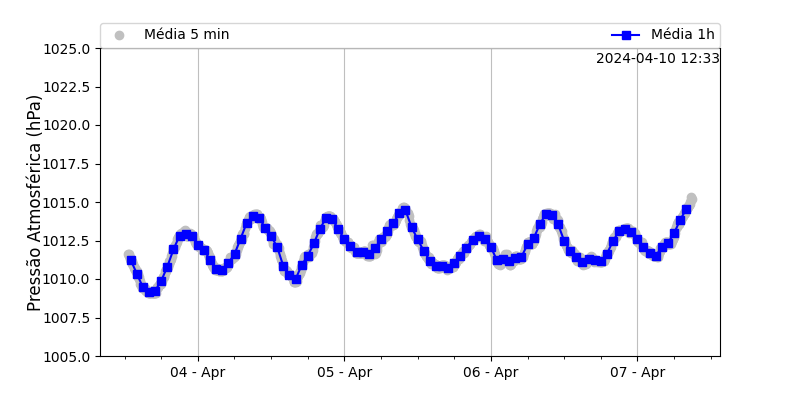 Média 5 min
Média 1h
2024-04-10 12:33
Pressão Atmosférica (hPa)
1025.0
1022.5
1020.0
1017.5
1015.0
1012.5
1010.0
1007.5
1005.0
04 - Apr
05 - Apr
06 - Apr
07 - Apr